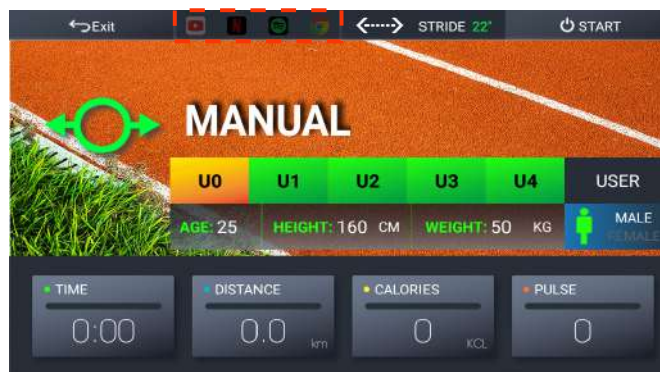 Exit
STRIDE 22"
START
MANUAL
U0 U1 U2 U3 U4 USER
AGE: 25 HEIGHT: 160 CM WEIGHT: 50 KG MALE
FEMALE
TIME DISTANCE CALORIES PULSE
0:00 0.0 km 0 KCL 0